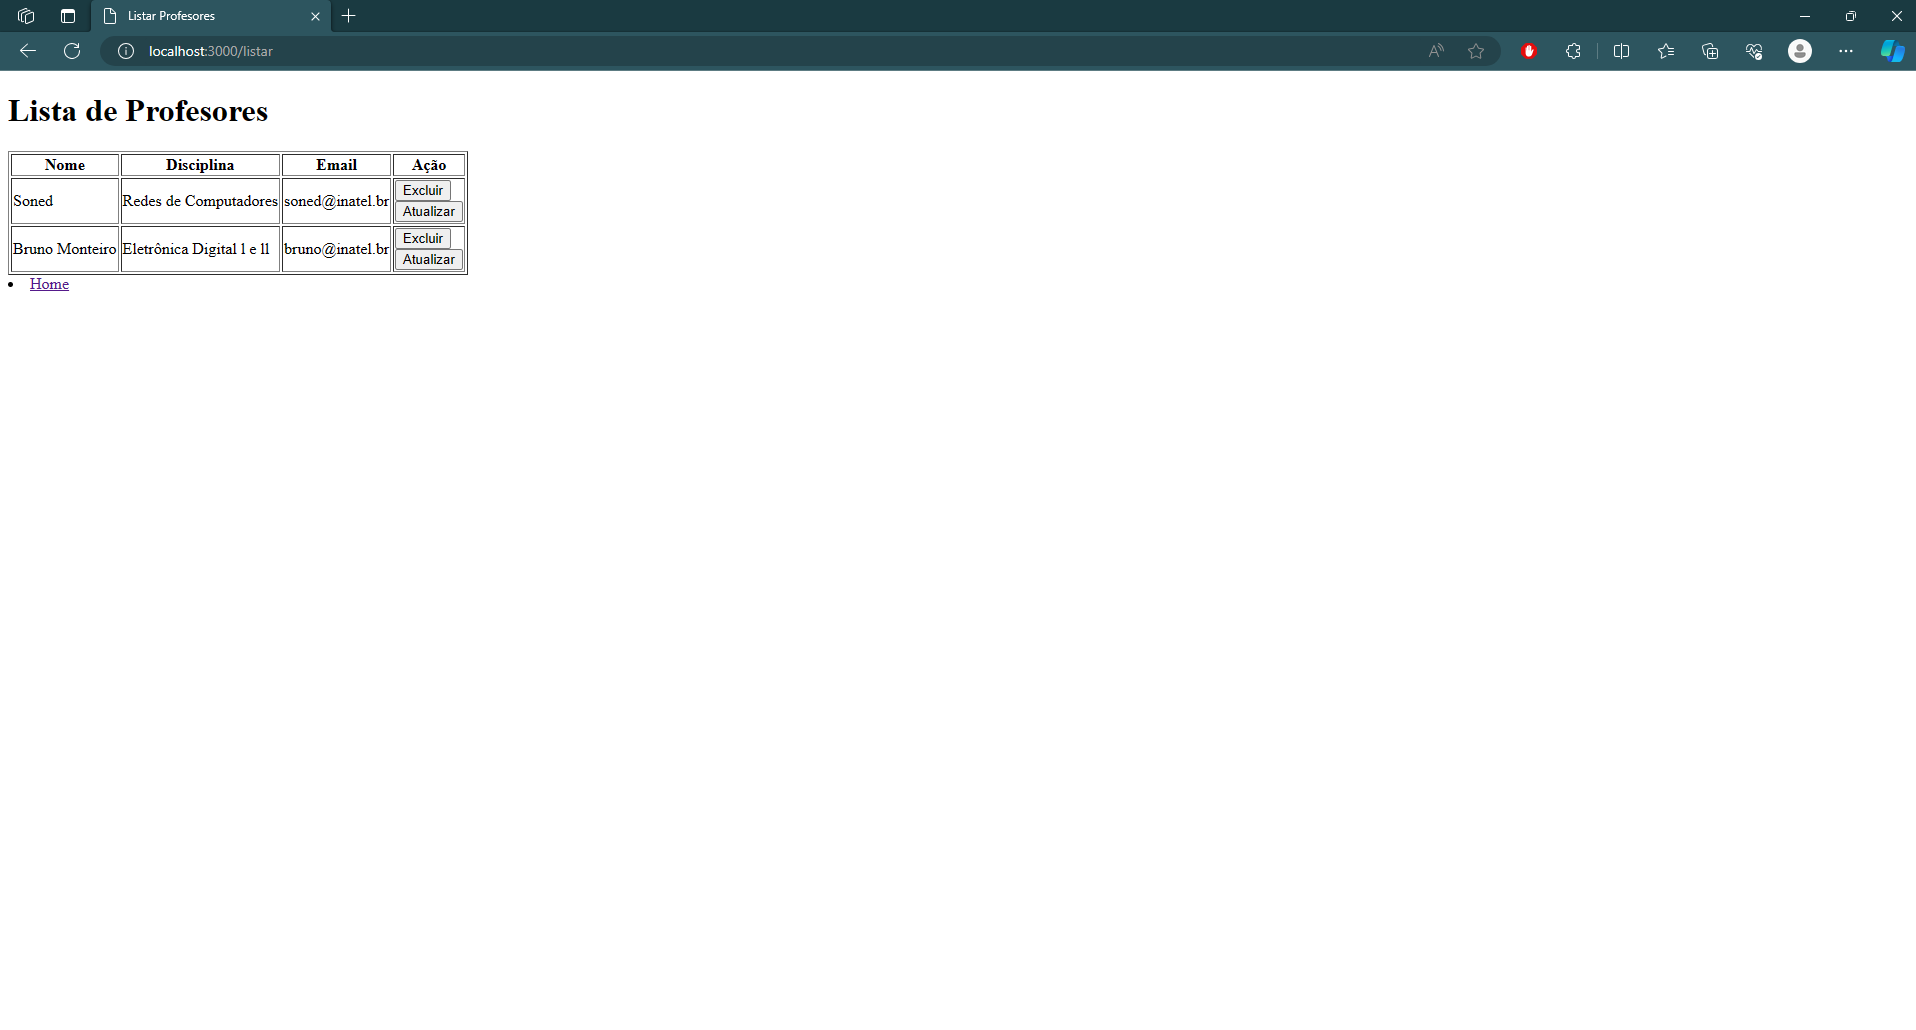 Listar Profesores
localhost:3000/listar
Lista de Profesores
Nome Disciplina Email Ação
Soned Redes de Computadores soned@inatel.br Excluir
Atualizar
Bruno Monteiro Eletrônica Digital l e ll bruno@inatel.br Excluir
Atualizar
Home